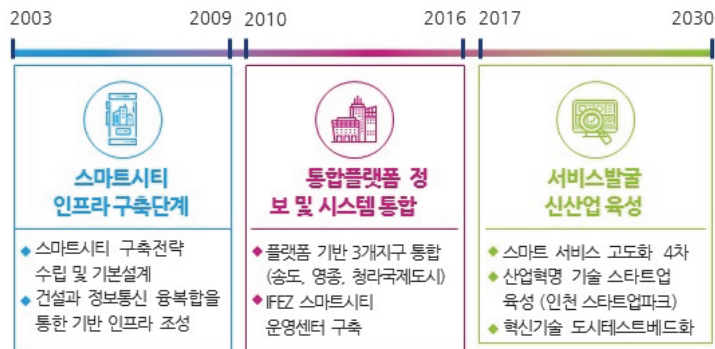 2003
2009
2010
2016
2017
2030
스마트시티
인프라 구축단계
◆ 스마트시티 구축전략
수립 및 기본설계
◆ 건설과 정보통신 융복합을
통한 기반 인프라 조성
통합플랫폼 정
보 및 시스템 통합
◆ 플랫폼 기반 3개지구 통합
(송도, 영종, 청라국제도시)
◆ IFEZ 스마트시티
운영센터 구축
서비스발굴
신산업 육성
◆ 스마트 서비스 고도화 4차
◆ 산업혁명 기술 스타트업
육성 (인천 스타트업파크)
◆ 혁신기술 도시테스트베드화